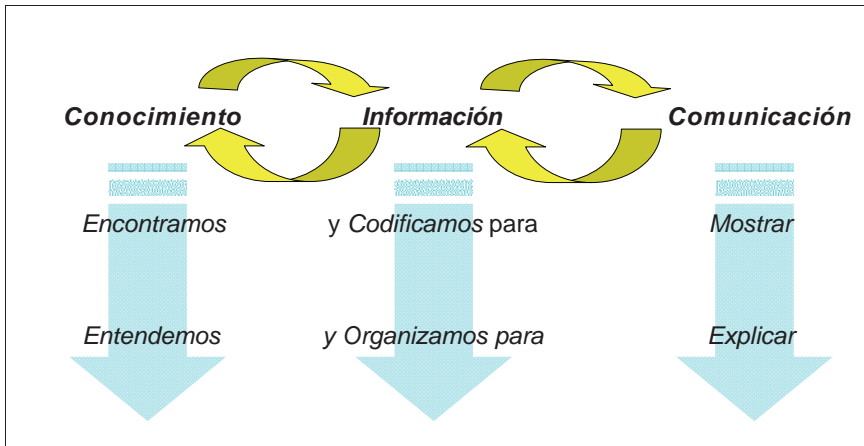 Conocimiento Información Comunicación
Encontramos y Codificamos para Mostrar
Entendemos y Organizamos para Explicar